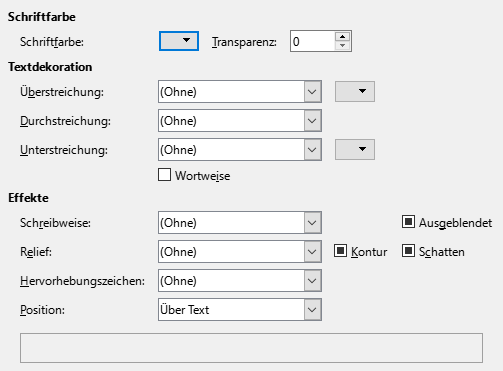 Schriftfarbe
Schriftfarbe: Transparenz: 0
Textdekoration
Überstreichung: (Ohne)
Durchstreichung: (Ohne)
Unterstreichung: (Ohne)
Wortweise
Effekte
Schreibweise: (Ohne) Ausgeblendet
Relief: (Ohne) Kontur Schatten
Hervorhebungszeichen: (Ohne)
Position: Über Text